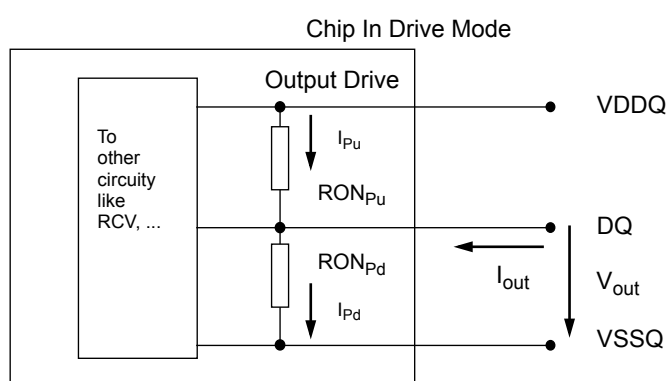 Chip In Drive Mode
Output Drive
VDDQ
To
other
circuity
like
RCV, ...
I_Pu
RON_Pu
DQ
RON_Pd
I_out
V_out
I_Pd
VSSQ